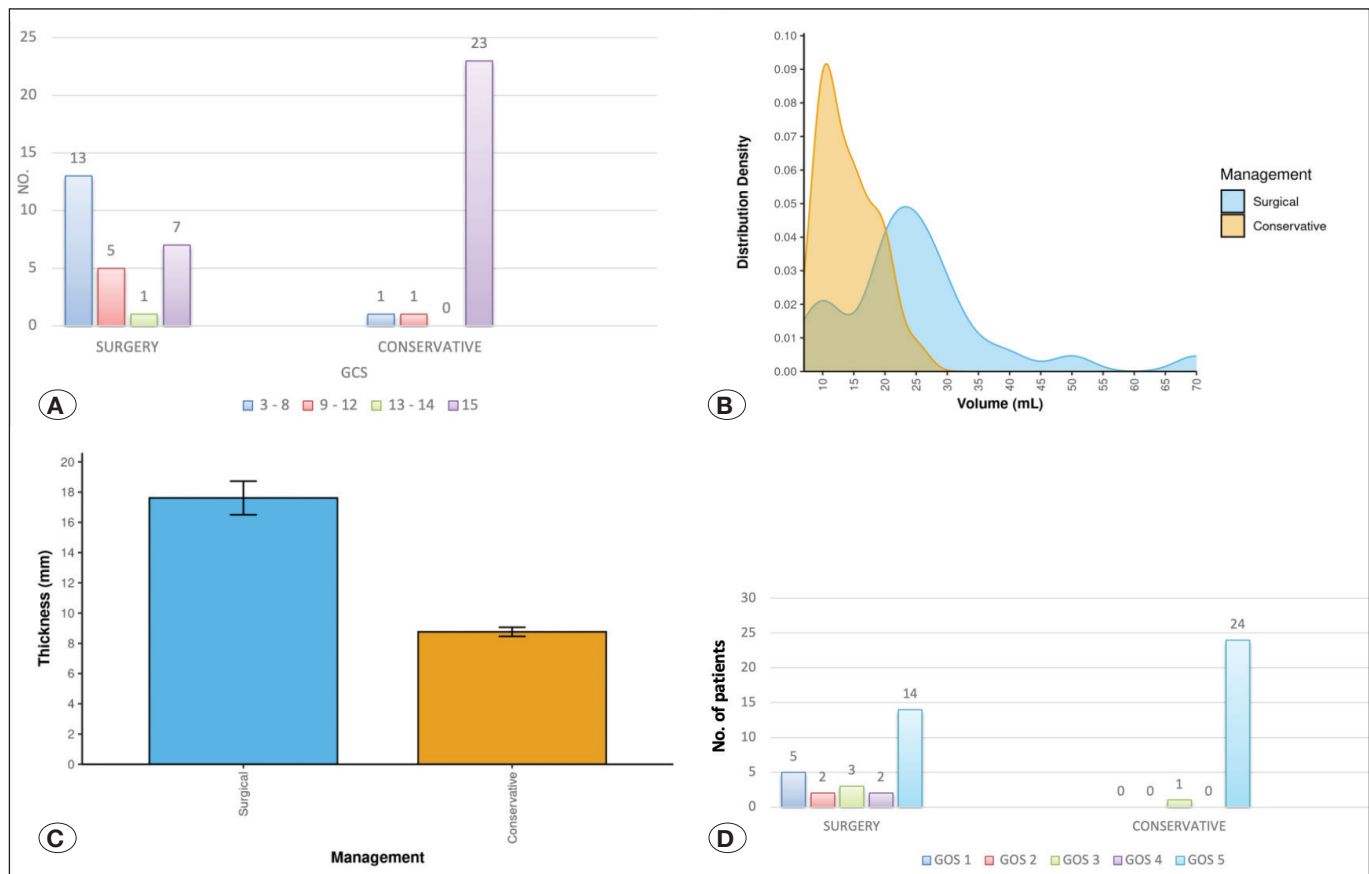 25
20
15
10
5
0
NO.
13
5
1
7
1
1
0
23
SURGERY
CONSERVATIVE
GCS
3 - 8
9 - 12
13 - 14
15
A
0.10
0.09
0.08
0.07
0.06
0.05
0.04
0.03
0.02
0.01
0.00
Distribution Density
10
15
20
25
30
35
40
45
50
55
60
65
70
Volume (mL)
Management
Surgical
Conservative
B
20
18
16
14
12
10
8
6
4
2
0
Thickness (mm)
Surgical
Conservative
Management
C
30
25
20
15
10
5
0
No. of patients
5
2
3
2
14
0
0
1
0
24
SURGERY
CONSERVATIVE
GOS 1
GOS 2
GOS 3
GOS 4
GOS 5
D